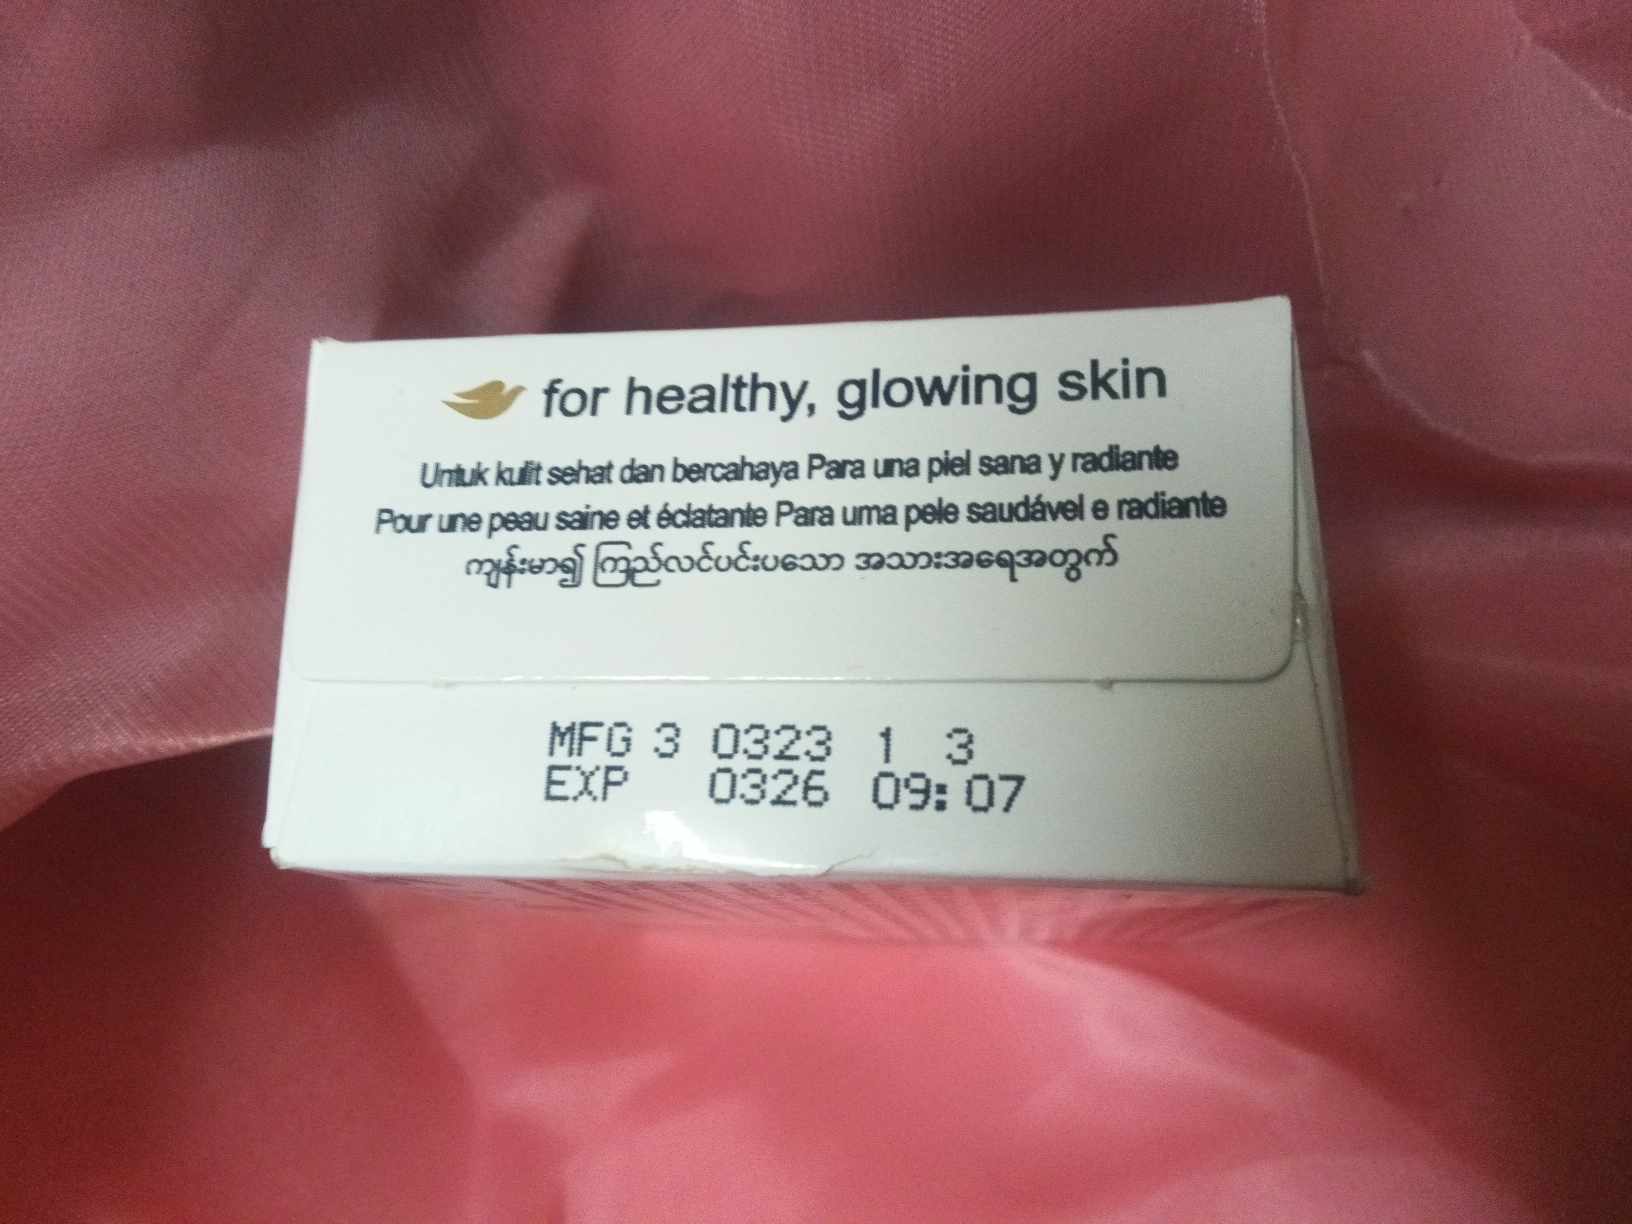 for healthy, glowing skin
Untuk kulit sehat dan bercahaya Para una piel sana y radiante
Pour une peau saine et éclatante Para uma pele saudável e radiante
ကျန်းမာ၍ ကြည်လင်ဝင်းပသော အသားအရေအတွက်
MFG 3 0323 1 3
EXP 0326 09:07